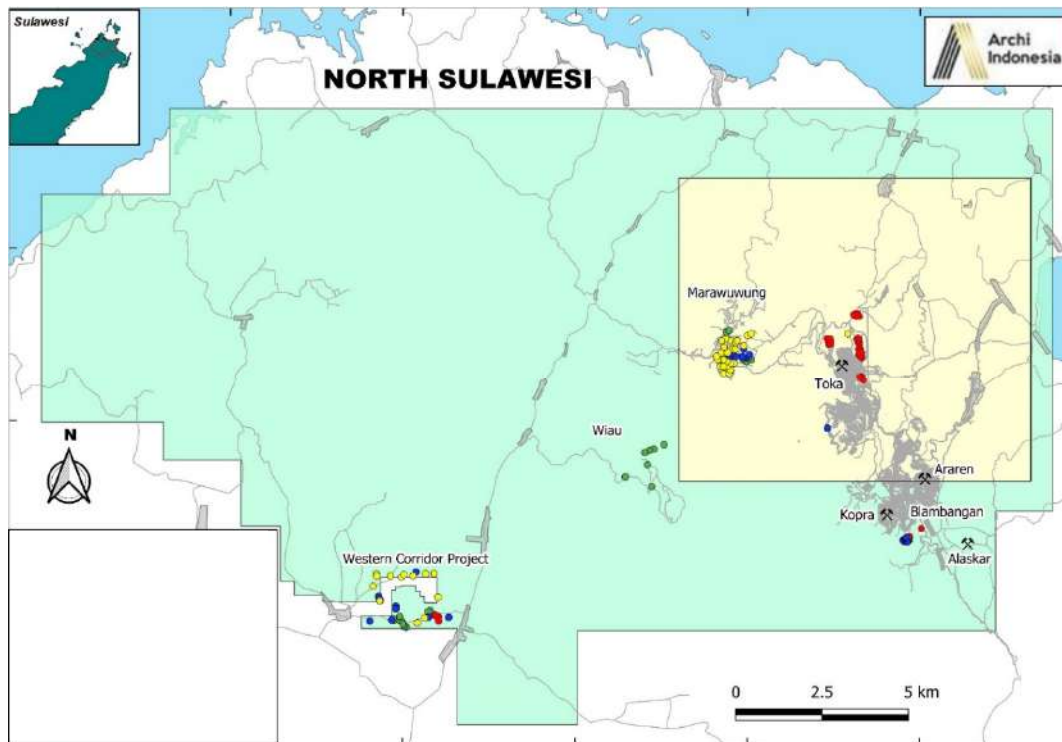 Sulawesi
NORTH SULAWESI
Archi
Indonesia
Marawuwung
Toka
Wiau
N
Araren
Kopra
Blambangan
Alaskar
Western Corridor Project
0 2.5 5 km